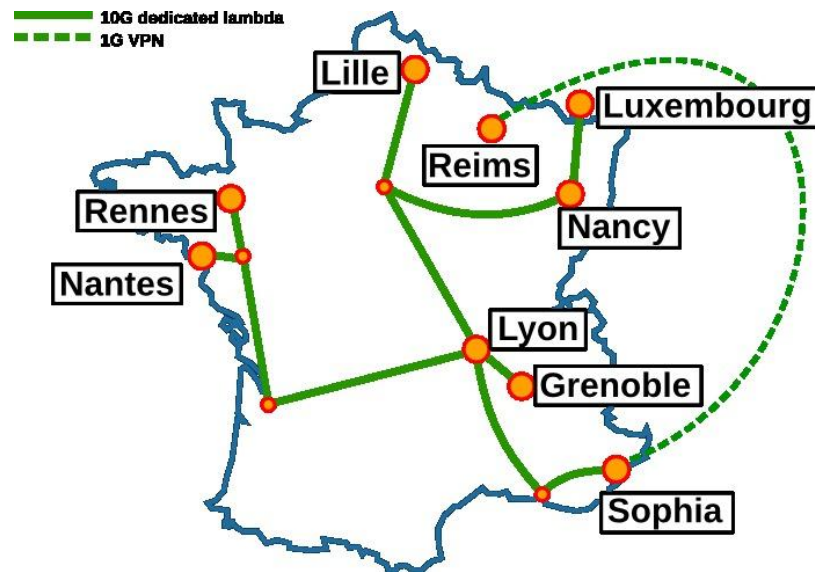 10G dedicated lambda
1G VPN
Lille
Luxembourg
Reims
Rennes
Nancy
Nantes
Lyon
Grenoble
Sophia